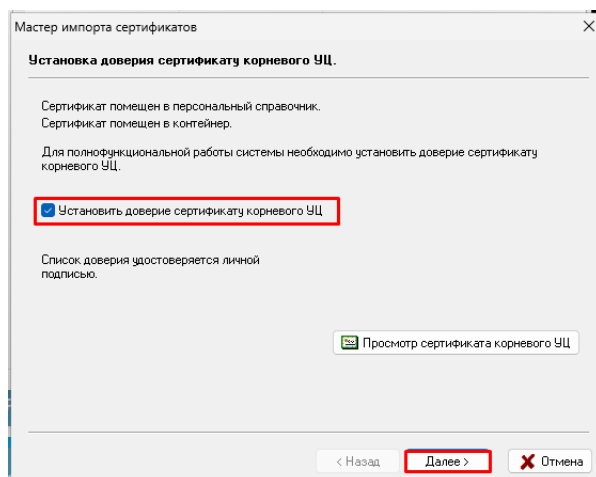 Мастер импорта сертификатов
Установка доверия сертификату корневого УЦ.
Сертификат помещен в персональный справочник.
Сертификат помещен в контейнер.
Для полнофункциональной работы системы необходимо установить доверие сертификату
корневого УЦ.
Установить доверие сертификату корневого УЦ
Список доверия удостоверяется личной
подписью.
Просмотр сертификата корневого УЦ
< Назад
Далее >
Отмена